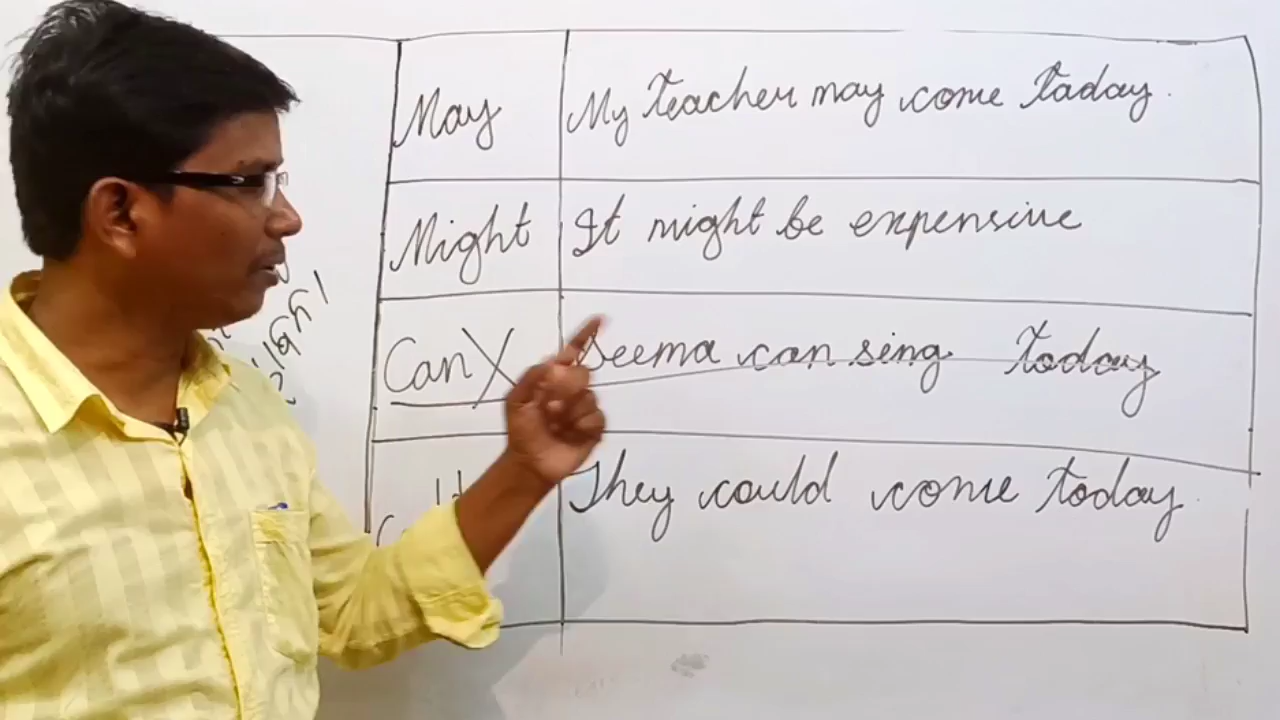 May My teacher may come taday.
Might It might be expensive
Can X Seema can sing today
They could come today.